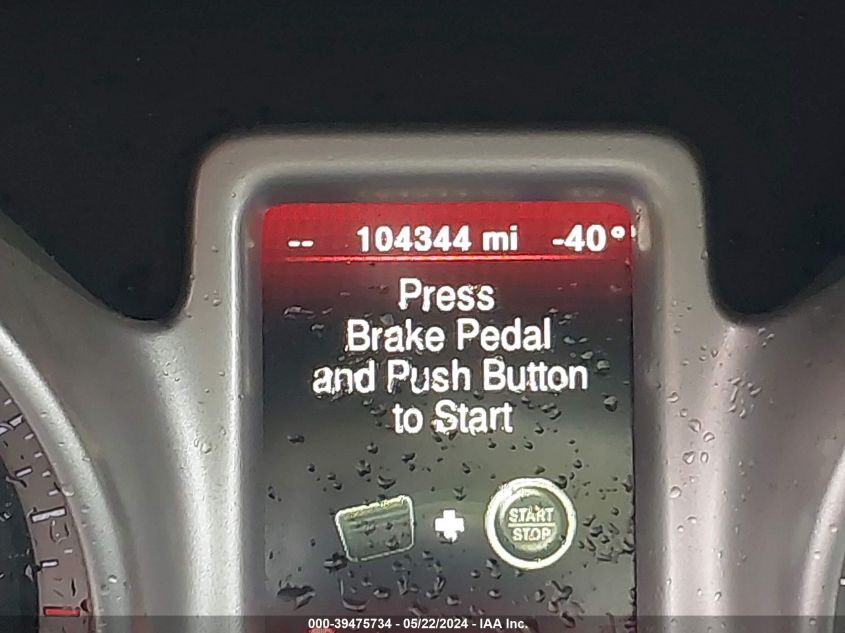 -- 104344 mi -40°
Press
Brake Pedal
and Push Button
to Start
START
STOP
000-39475734 - 05/22/2024 - IAA Inc.